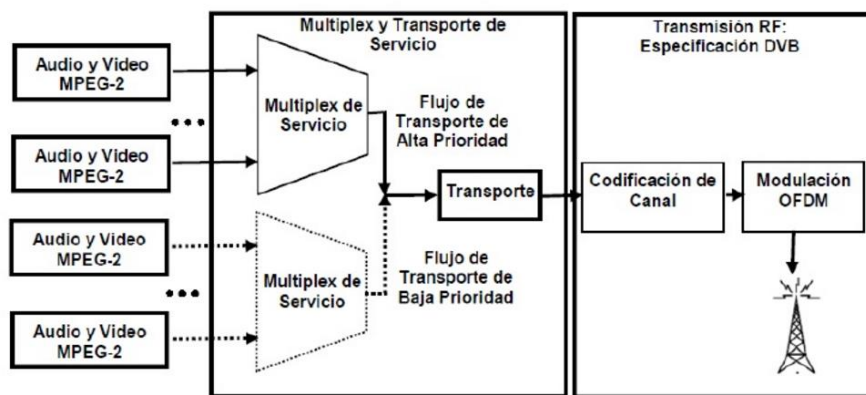 Multiplex y Transporte de
Servicio
Transmisión RF:
Especificación DVB
Audio y Video
MPEG-2
Audio y Video
MPEG-2
Audio y Video
MPEG-2
Audio y Video
MPEG-2
Multiplex de
Servicio
Flujo de
Transporte de
Alta Prioridad
Multiplex de
Servicio
Flujo de
Transporte de
Baja Prioridad
Transporte
Codificación de
Canal
Modulación
OFDM